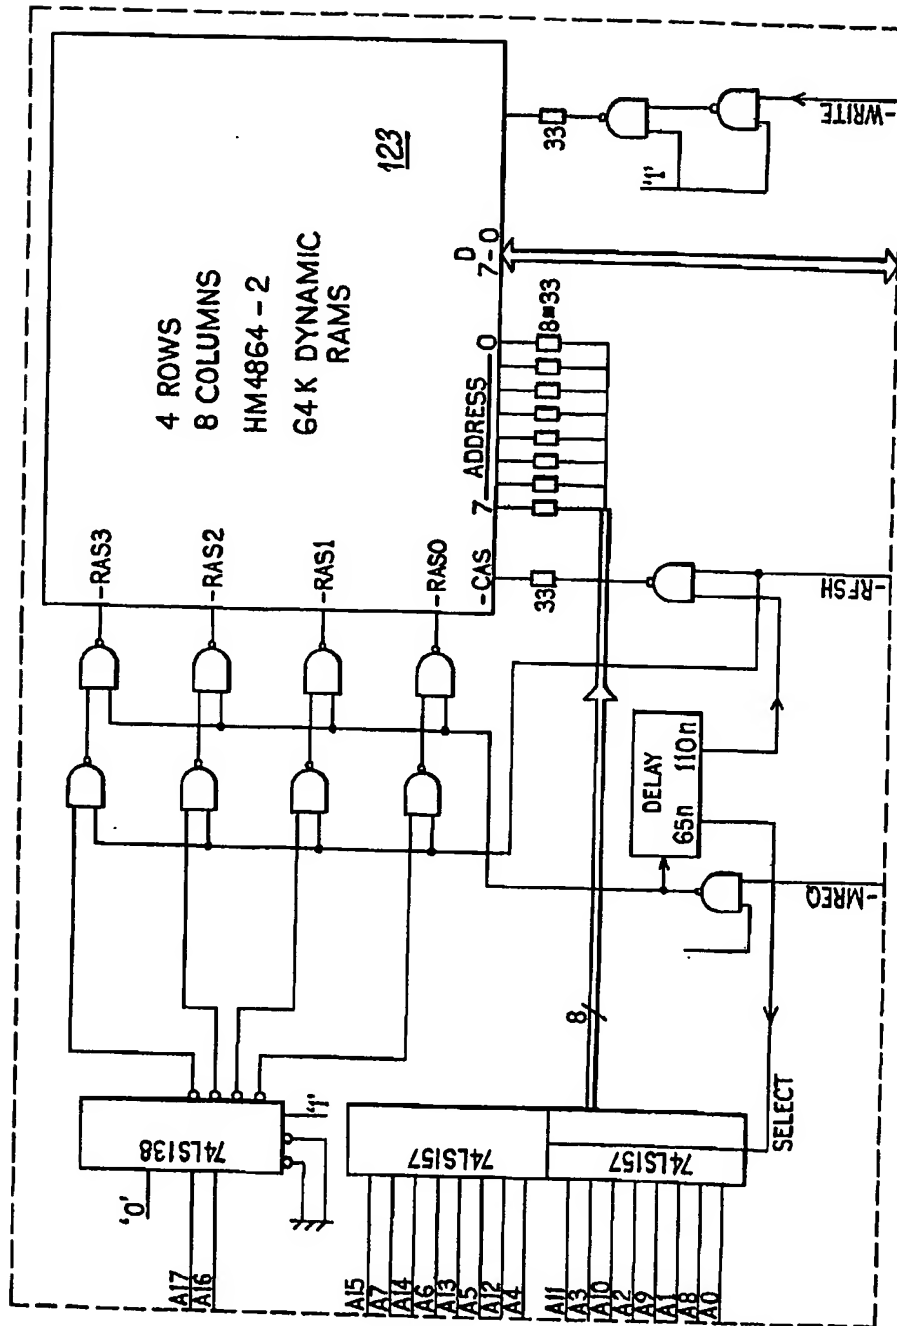 4 ROWS
8 COLUMNS
HM4864-2
64K DYNAMIC
RAMS
123
-RAS3
-RAS2
-RAS1
-RAS0
-CAS
7 ADDRESS 0
D
7-0
33
8*33
33
'1'
-WRITE
-RFSH
DELAY
65n 110n
-MREQ
8
SELECT
74LS138
'0'
'1'
74LS157
74LS157
A17
A16
A15
A7
A14
A6
A13
A5
A12
A4
A11
A3
A10
A2
A9
A1
A8
A0